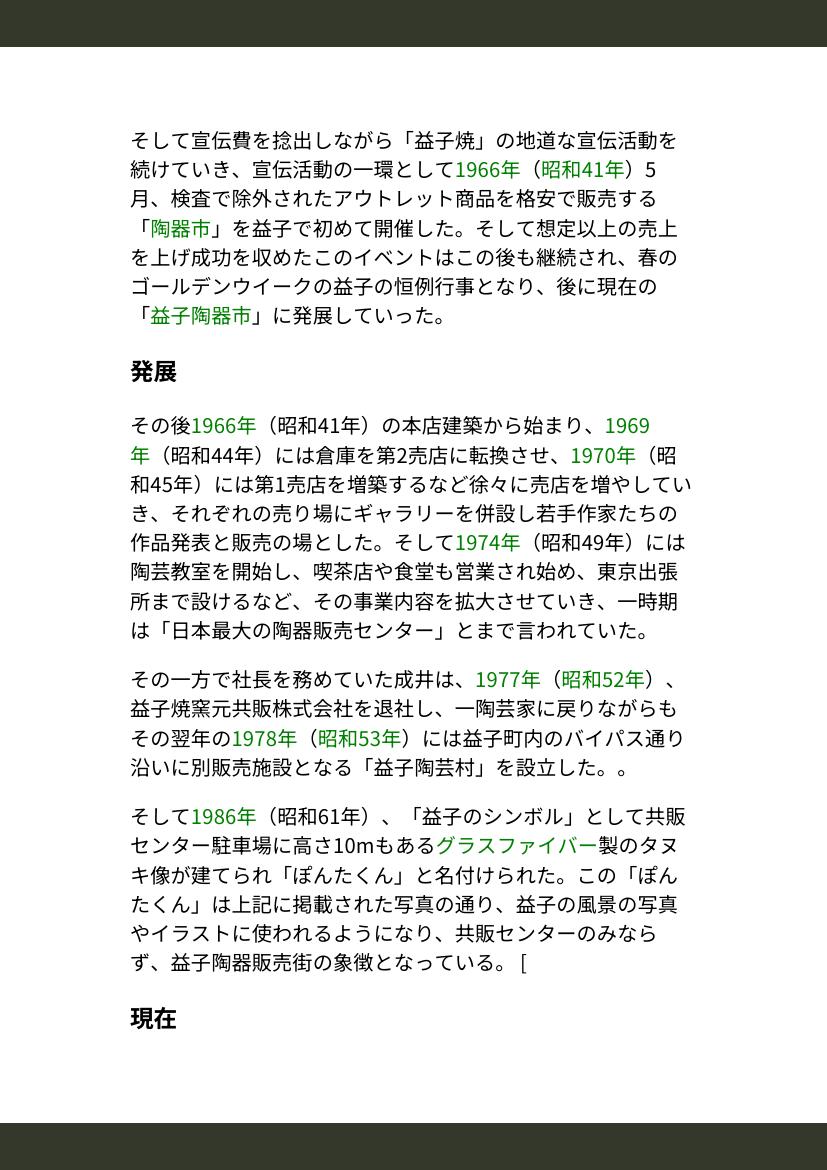 そして宣伝費を捻出しながら「益子焼」の地道な宣伝活動を
続けていき、宣伝活動の一環として1966年（昭和41年）5
月、検査で除外されたアウトレット商品を格安で販売する
「陶器市」を益子で初めて開催した。そして想定以上の売上
を上げ成功を収めたこのイベントはこの後も継続され、春の
ゴールデンウイークの益子の恒例行事となり、後に現在の
「益子陶器市」に発展していった。
発展
その後1966年（昭和41年）の本店建築から始まり、1969
年（昭和44年）には倉庫を第2売店に転換させ、1970年（昭
和45年）には第1売店を増築するなど徐々に売店を増やしてい
き、それぞれの売り場にギャラリーを併設し若手作家たちの
作品発表と販売の場とした。そして1974年（昭和49年）には
陶芸教室を開始し、喫茶店や食堂も営業され始め、東京出張
所まで設けるなど、その事業内容を拡大させていき、一時期
は「日本最大の陶器販売センター」とまで言われていた。
その一方で社長を務めていた成井は、1977年（昭和52年）、
益子焼窯元共販株式会社を退社し、一陶芸家に戻りながらも
その翌年の1978年（昭和53年）には益子町内のバイパス通り
沿いに別販売施設となる「益子陶芸村」を設立した。。
そして1986年（昭和61年）、「益子のシンボル」として共販
センター駐車場に高さ10mもあるグラスファイバー製のタヌ
キ像が建てられ「ぽんたくん」と名付けられた。この「ぽん
たくん」は上記に掲載された写真の通り、益子の風景の写真
やイラストに使われるようになり、共販センターのみなら
ず、益子陶器販売街の象徴となっている。 [
現在